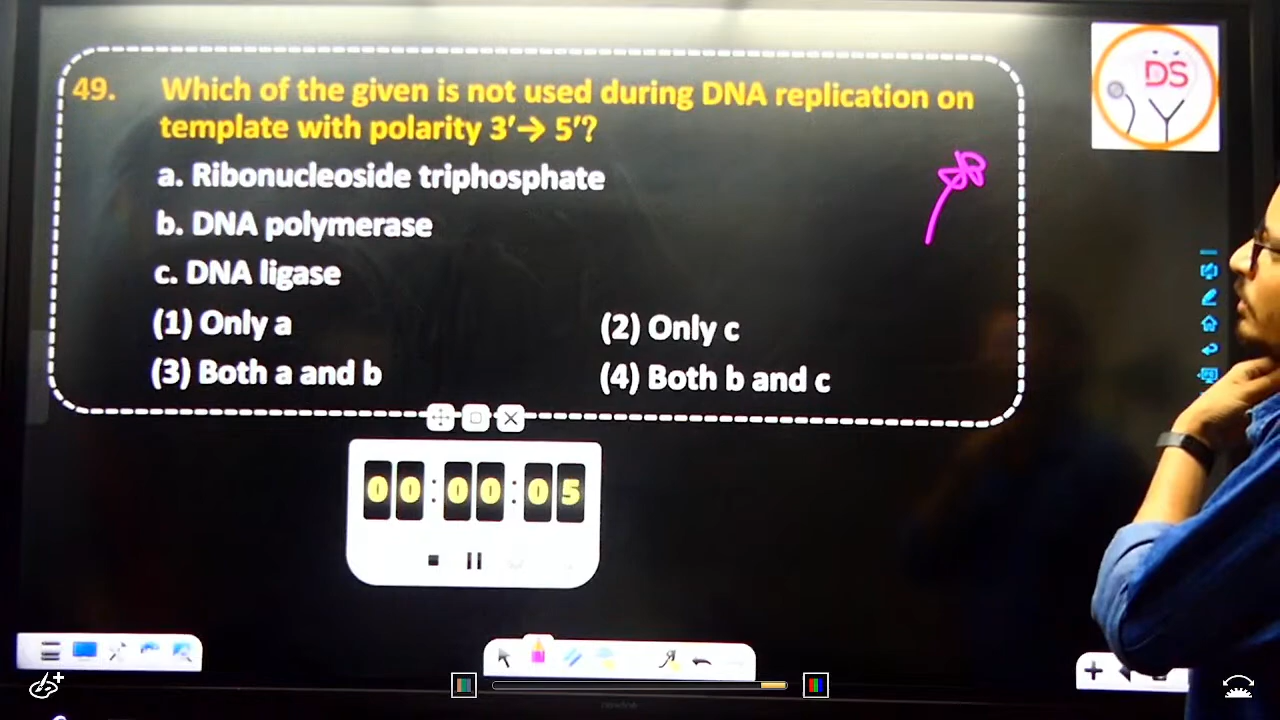 DS
49. Which of the given is not used during DNA replication on
template with polarity 3′→ 5′?
a. Ribonucleoside triphosphate
b. DNA polymerase
c. DNA ligase
(1) Only a (2) Only c
(3) Both a and b (4) Both b and c
00:00:05